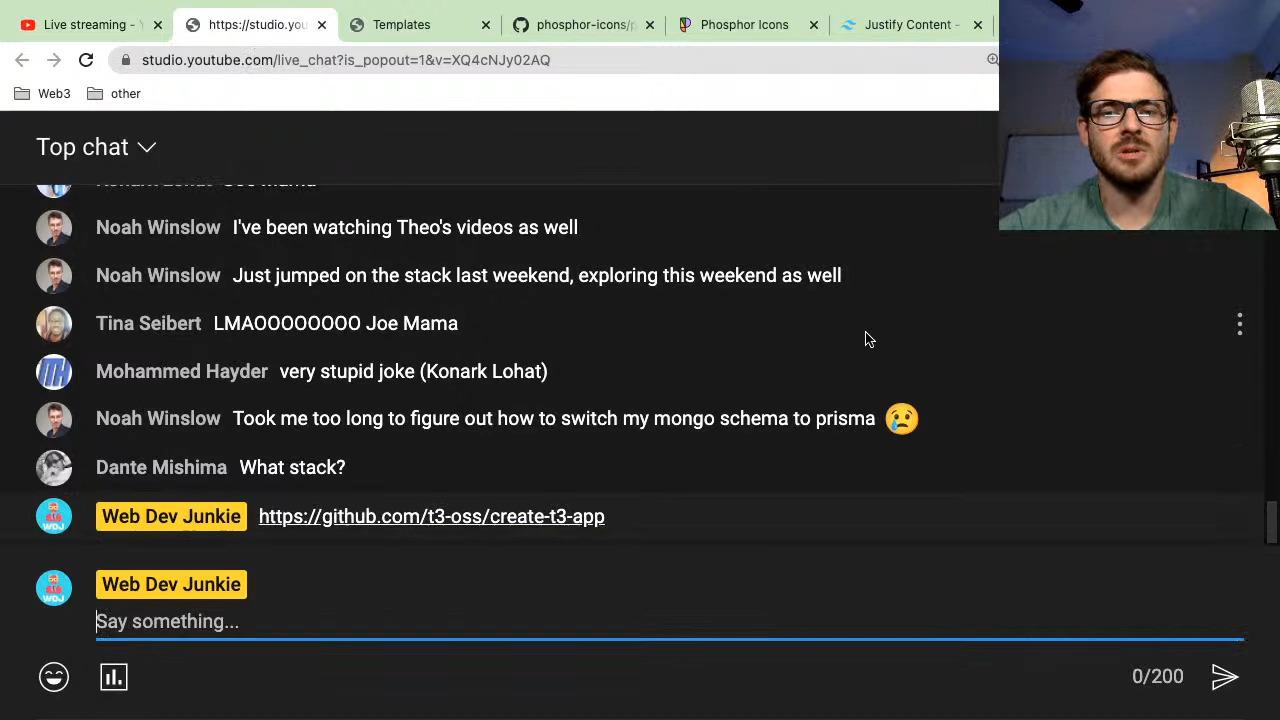 Live streaming -
https://studio.you
Templates
phosphor-icons/p
Phosphor Icons
Justify Content -
studio.youtube.com/live_chat?is_popout=1&v=XQ4cNJy02AQ
Web3
other
Top chat
Noah Winslow I've been watching Theo's videos as well
Noah Winslow Just jumped on the stack last weekend, exploring this weekend as well
Tina Seibert LMAOOOOOOOO Joe Mama
Mohammed Hayder very stupid joke (Konark Lohat)
Noah Winslow Took me too long to figure out how to switch my mongo schema to prisma 😢
Dante Mishima What stack?
WDJ
Web Dev Junkie https://github.com/t3-oss/create-t3-app
WDJ
Web Dev Junkie
Say something...
0/200